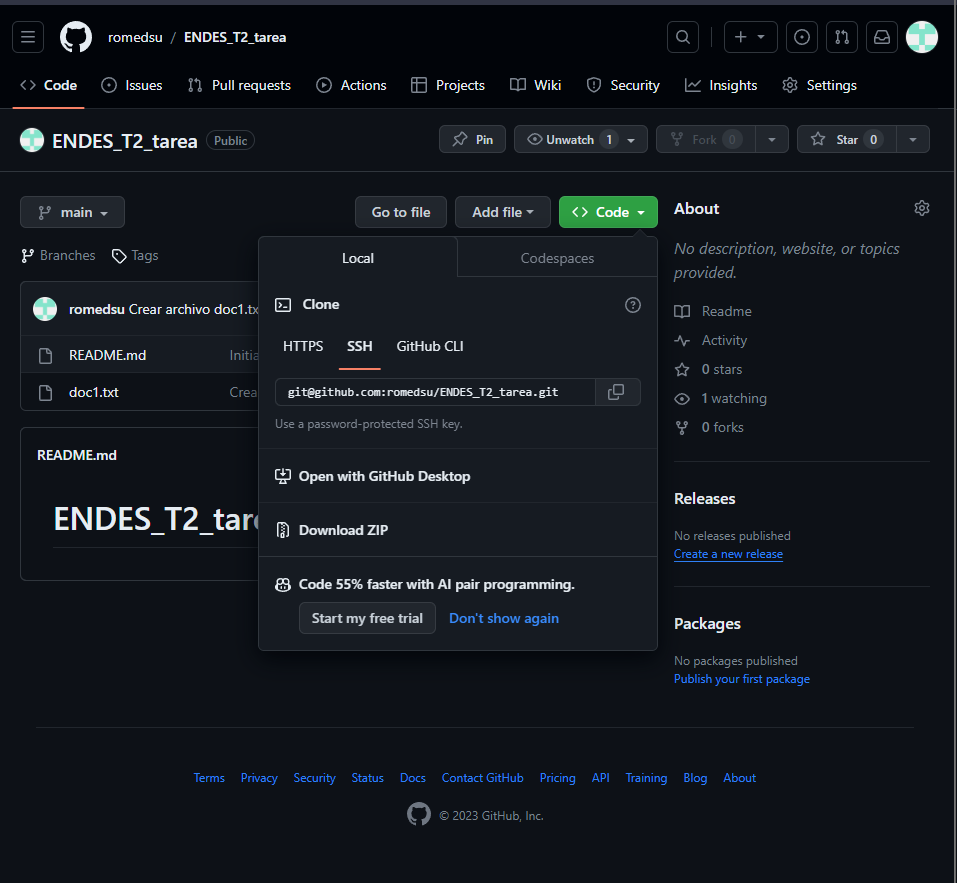 romedsu / ENDES_T2_tarea
Code Issues Pull requests Actions Projects Wiki Security Insights Settings
ENDES_T2_tarea Public Pin Unwatch 1 Fork 0 Star 0
main Go to file Add file Code
Branches Tags
romedsu Crear archivo doc1.tx
README.md Initia
doc1.txt Crea
README.md
ENDES_T2_tare
Local Codespaces
Clone
HTTPS SSH GitHub CLI
git@github.com:romedsu/ENDES_T2_tarea.git
Use a password-protected SSH key.
Open with GitHub Desktop
Download ZIP
Code 55% faster with AI pair programming.
Start my free trial Don't show again
About
No description, website, or topics
provided.
Readme
Activity
0 stars
1 watching
0 forks
Releases
No releases published
Create a new release
Packages
No packages published
Publish your first package
Terms Privacy Security Status Docs Contact GitHub Pricing API Training Blog About
© 2023 GitHub, Inc.